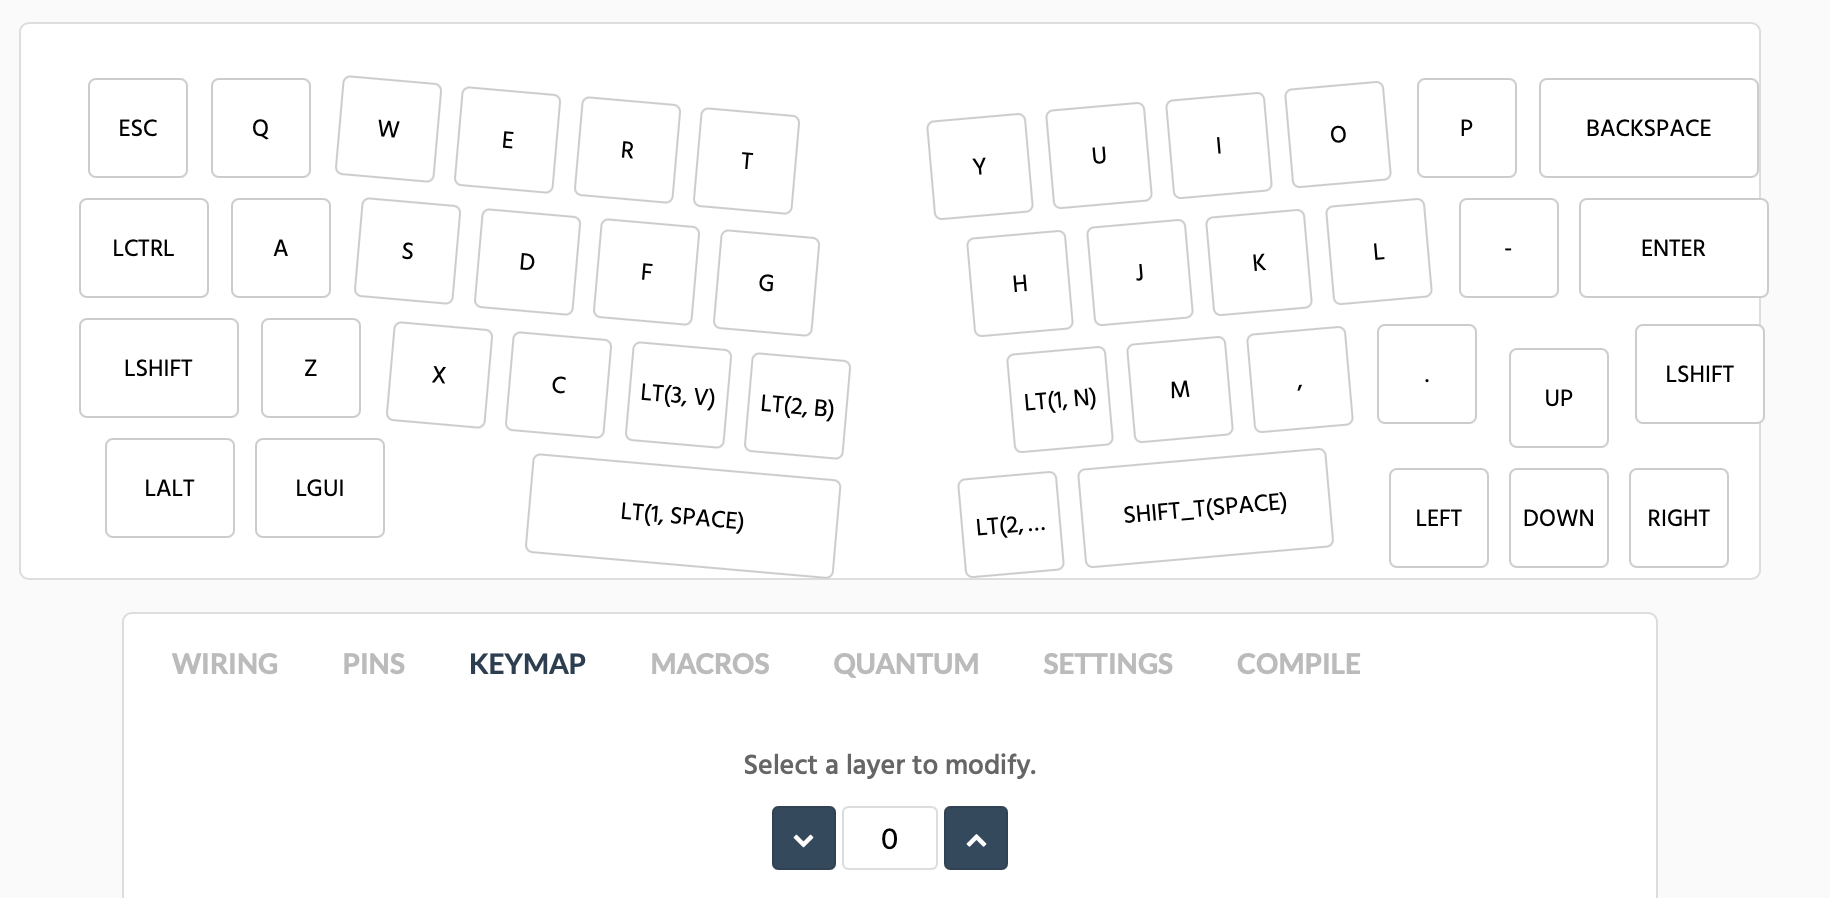 ESC Q W E R T Y U I O P BACKSPACE
LCTRL A S D F G H J K L - ENTER
LSHIFT Z X C LT(3, V) LT(2, B) LT(1, N) M , . UP LSHIFT
LALT LGUI LT(1, SPACE) LT(2, ... SHIFT_T(SPACE) LEFT DOWN RIGHT
WIRING PINS KEYMAP MACROS QUANTUM SETTINGS COMPILE
Select a layer to modify.
0